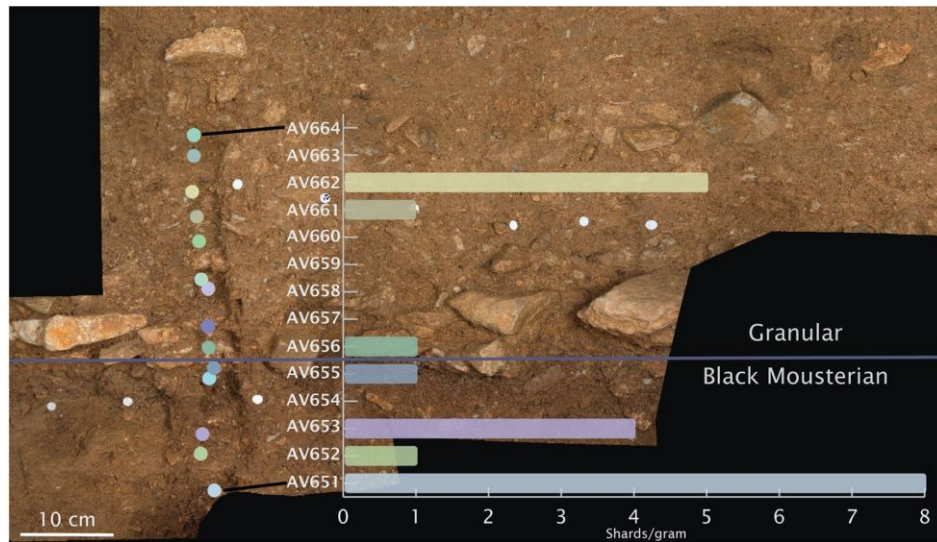 AV664
AV663
AV662
AV661
AV660
AV659
AV658
AV657
AV656
AV655
AV654
AV653
AV652
AV651
Granular
Black Mousterian
10 cm
0 1 2 3 4 5 6 7 8
Shards/gram